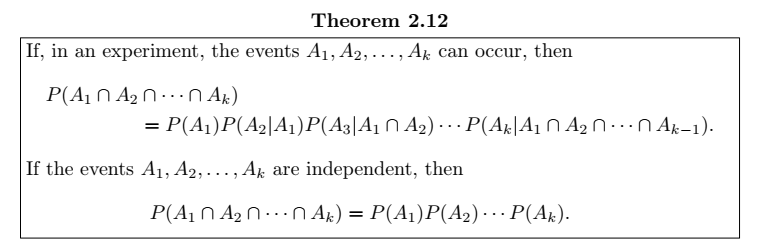 Theorem 2.12
If, in an experiment, the events A₁, A₂, . . . , Aₖ can occur, then
P(A₁ ∩ A₂ ∩ · · · ∩ Aₖ)
= P(A₁)P(A₂|A₁)P(A₃|A₁ ∩ A₂) · · · P(Aₖ|A₁ ∩ A₂ ∩ · · · ∩ Aₖ₋₁).
If the events A₁, A₂, . . . , Aₖ are independent, then
P(A₁ ∩ A₂ ∩ · · · ∩ Aₖ) = P(A₁)P(A₂) · · · P(Aₖ).